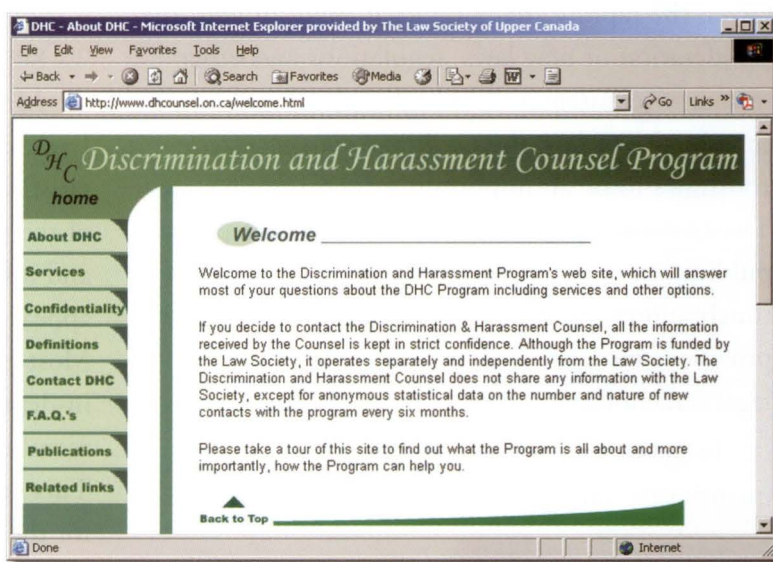 DHC - About DHC - Microsoft Internet Explorer provided by The Law Society of Upper Canada
File Edit View Favorites Tools Help
Back Search Favorites Media
Address http://www.dhcounsel.on.ca/welcome.html Go Links »
DHC Discrimination and Harassment Counsel Program
home
About DHC
Services
Confidentiality
Definitions
Contact DHC
F.A.Q.'s
Publications
Related links
Welcome
Welcome to the Discrimination and Harassment Program's web site, which will answer
most of your questions about the DHC Program including services and other options.
If you decide to contact the Discrimination & Harassment Counsel, all the information
received by the Counsel is kept in strict confidence. Although the Program is funded by
the Law Society, it operates separately and independently from the Law Society. The
Discrimination and Harassment Counsel does not share any information with the Law
Society, except for anonymous statistical data on the number and nature of new
contacts with the program every six months.
Please take a tour of this site to find out what the Program is all about and more
importantly, how the Program can help you.
Back to Top
Done Internet